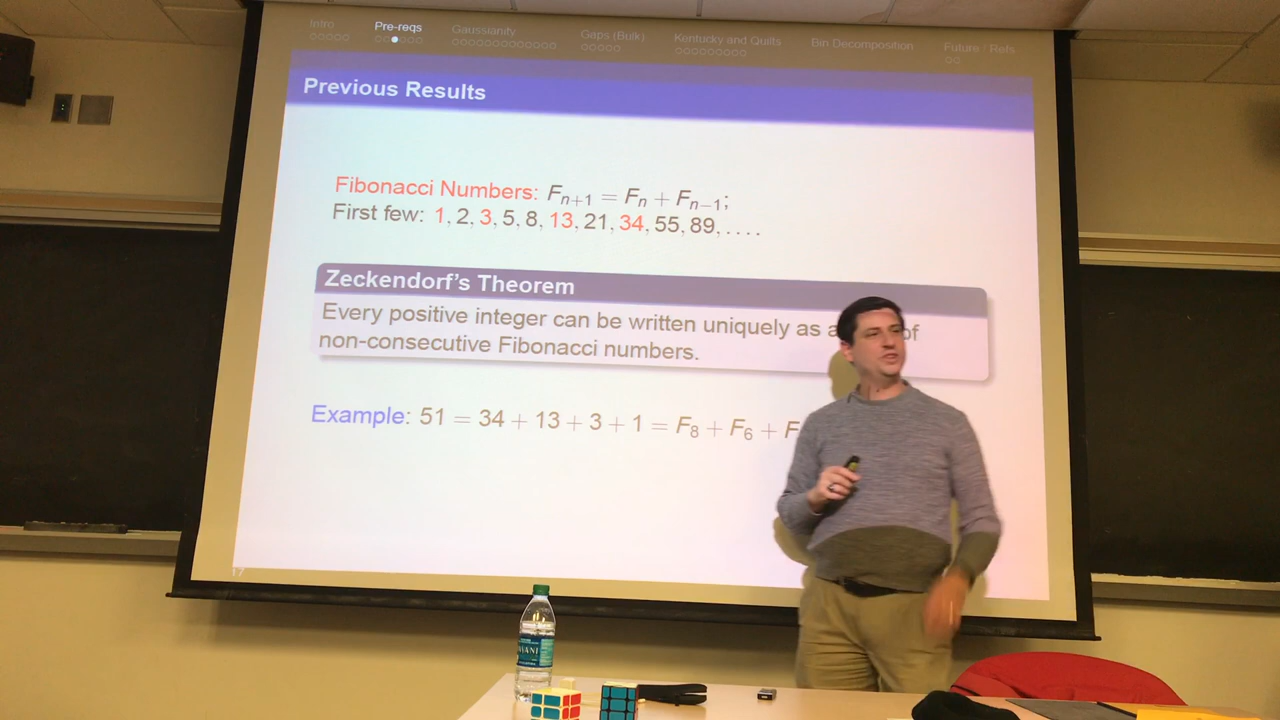 Intro Pre-reqs Gaussianity Gaps (Bulk) Kentucky and Quilts Bin Decomposition Future / Refs
Previous Results
Fibonacci Numbers: Fₙ₊₁ = Fₙ + Fₙ₋₁;
First few: 1, 2, 3, 5, 8, 13, 21, 34, 55, 89, ....
Zeckendorf's Theorem
Every positive integer can be written uniquely as a of
non-consecutive Fibonacci numbers.
Example: 51 = 34 + 13 + 3 + 1 = F₈ + F₆ + F
17